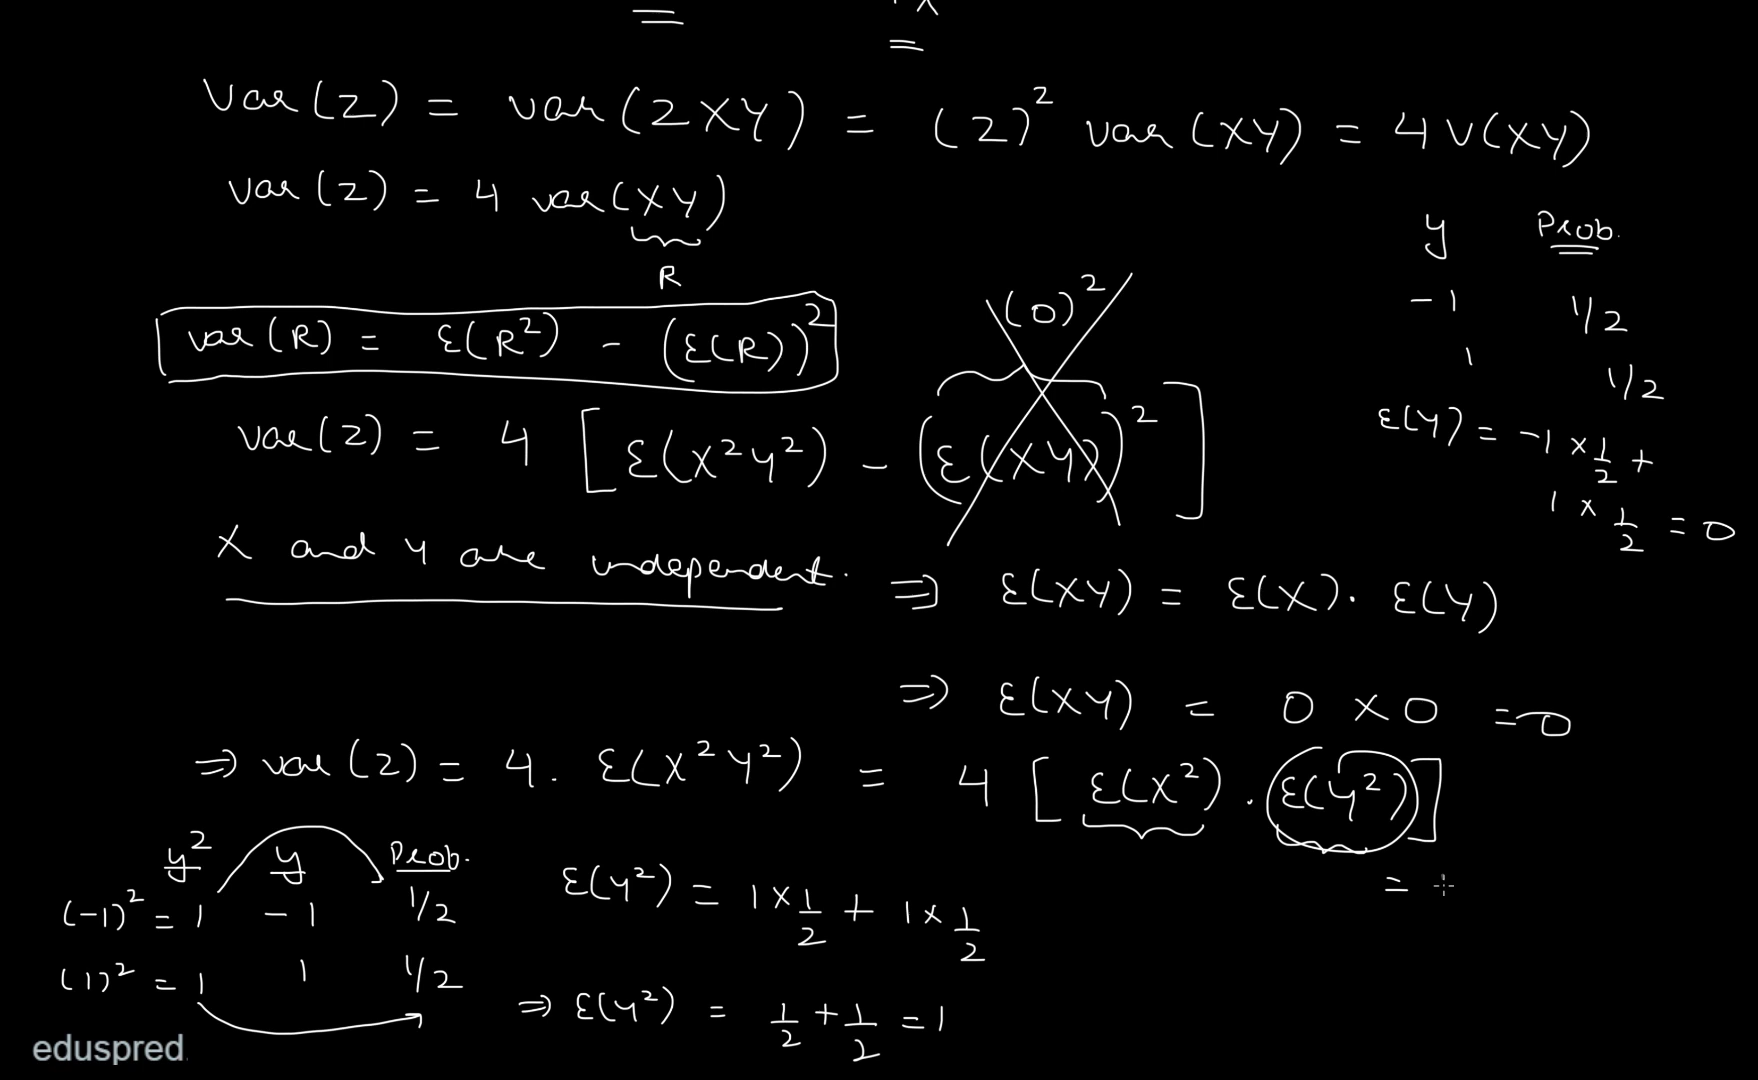 =
=
Var(Z) = var(2XY) = (2)² var(XY) = 4V(XY)
Var(Z) = 4 var(XY)
R
var(R) = E(R²) - (E(R))²
(0)²
var(Z) = 4 [E(X²Y²) - (E(XY))²]
y Prob.
-1 1/2
1 1/2
E(Y) = -1 × 1/2 +
1 × 1/2 = 0
X and Y are independent. ⇒ E(XY) = E(X). E(Y)
⇒ E(XY) = 0 × 0 = 0
⇒ var(Z) = 4. E(X²Y²) = 4 [E(X²) . E(Y²)]
=
y² y Prob.
(-1)² = 1 -1 1/2
(1)² = 1 1 1/2
E(Y²) = 1 × 1/2 + 1 × 1/2
⇒ E(Y²) = 1/2 + 1/2 = 1
eduspred.